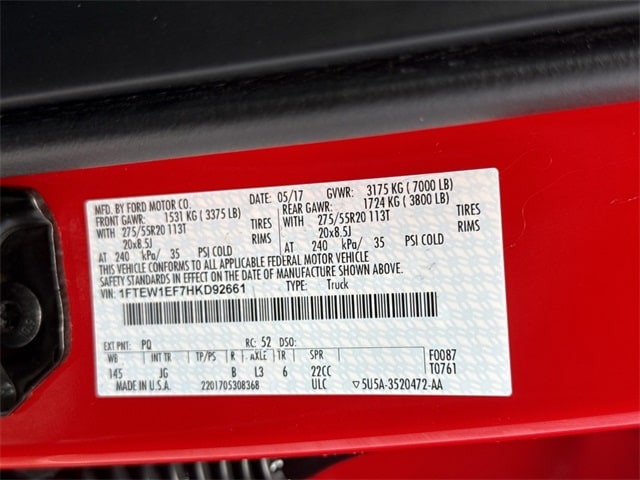 MFD. BY FORD MOTOR CO. DATE: 05/17 GVWR: 3175 KG ( 7000 LB)
FRONT GAWR: 1531 KG ( 3375 LB) REAR GAWR: 1724 KG ( 3800 LB)
WITH 275/55R20 113T TIRES WITH 275/55R20 113T TIRES
20x8.5J RIMS 20x8.5J RIMS
AT 240 kPa/ 35 PSI COLD AT 240 kPa/ 35 PSI COLD
THIS VEHICLE CONFORMS TO ALL APPLICABLE FEDERAL MOTOR VEHICLE
SAFETY STANDARDS IN EFFECT ON THE DATE OF MANUFACTURE SHOWN ABOVE.
VIN: 1FTEW1EF7HKD92661 TYPE: Truck
EXT PNT: PQ RC: 52 DSO:
WB INT TR TP/PS R AXLE TR SPR F0087
145 JG B L3 6 22CC T0761
MADE IN U.S.A. 2201705308368 ULC ▽5U5A-3520472-AA